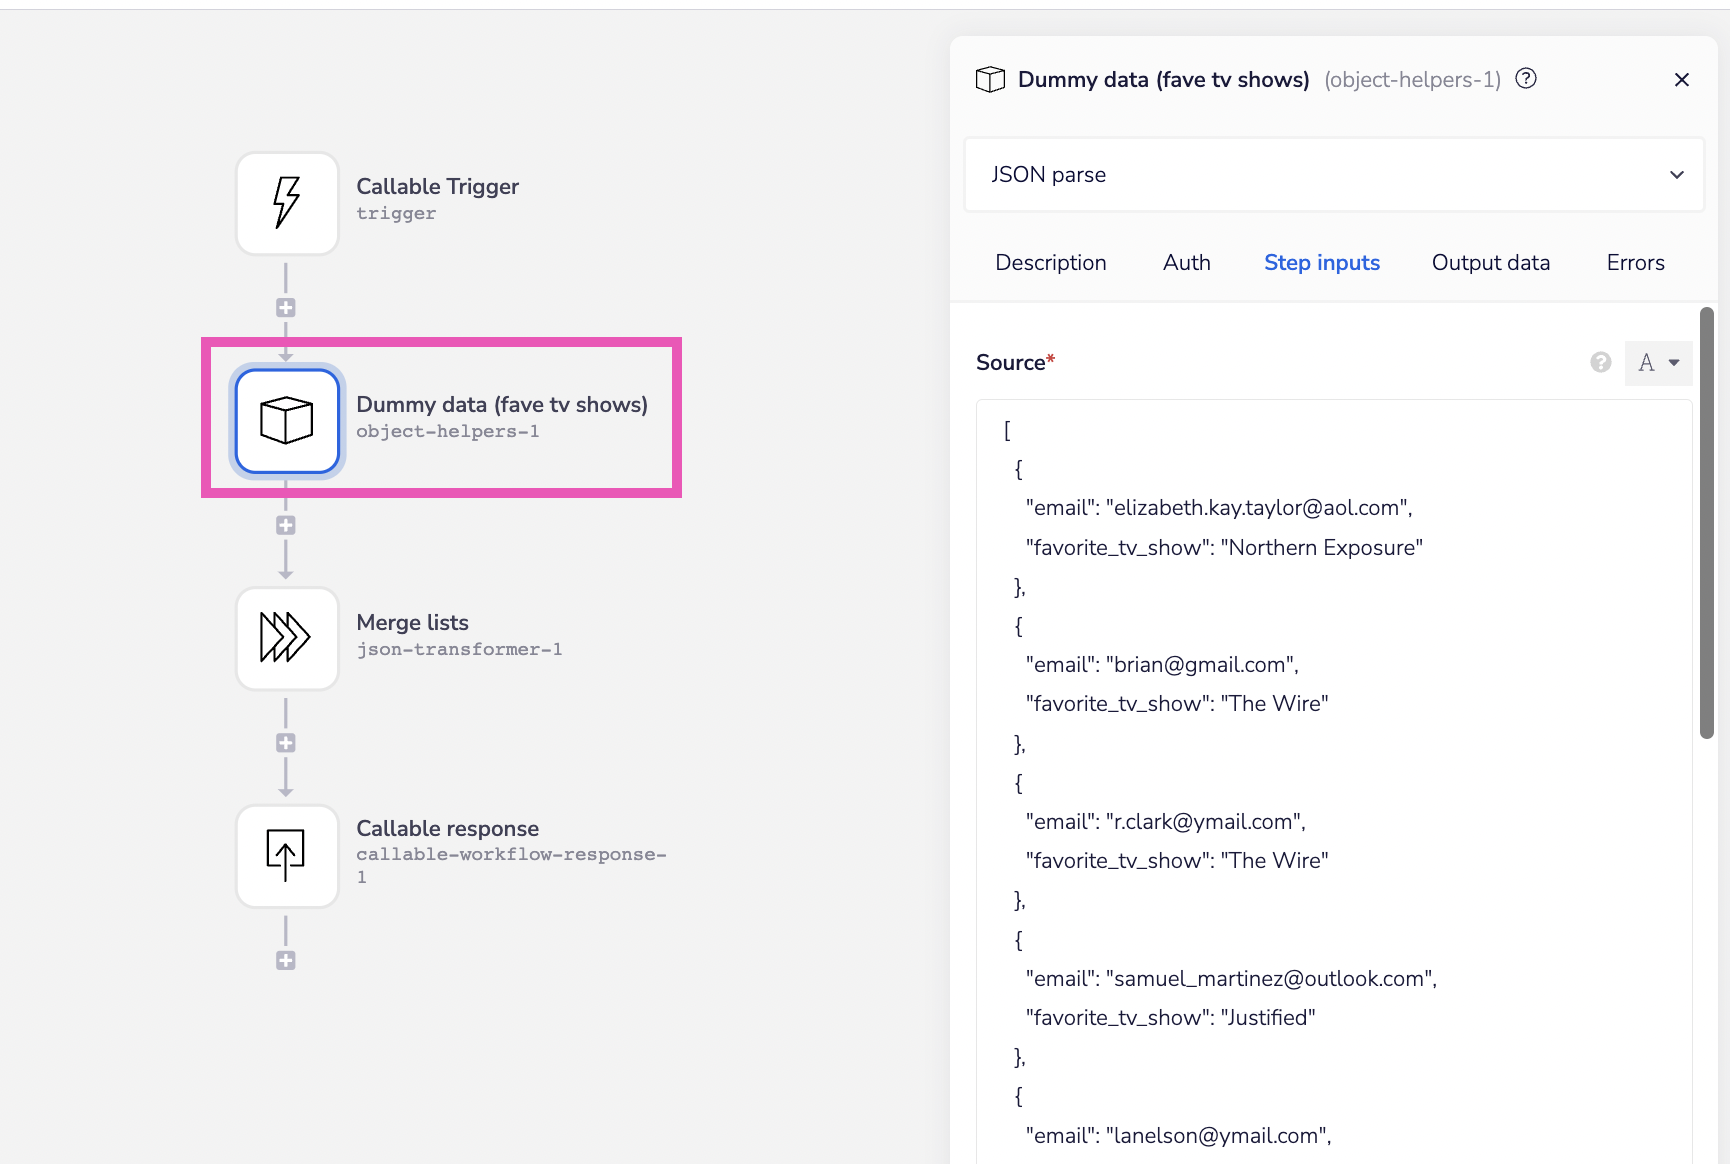 Callable Trigger
trigger
Dummy data (fave tv shows)
object-helpers-1
Merge lists
json-transformer-1
Callable response
callable-workflow-response-
1
Dummy data (fave tv shows) (object-helpers-1) ?
JSON parse
Description Auth Step inputs Output data Errors
Source* ? A
[
{
"email": "elizabeth.kay.taylor@aol.com",
"favorite_tv_show": "Northern Exposure"
},
{
"email": "brian@gmail.com",
"favorite_tv_show": "The Wire"
},
{
"email": "r.clark@ymail.com",
"favorite_tv_show": "The Wire"
},
{
"email": "samuel_martinez@outlook.com",
"favorite_tv_show": "Justified"
},
{
"email": "lanelson@ymail.com",